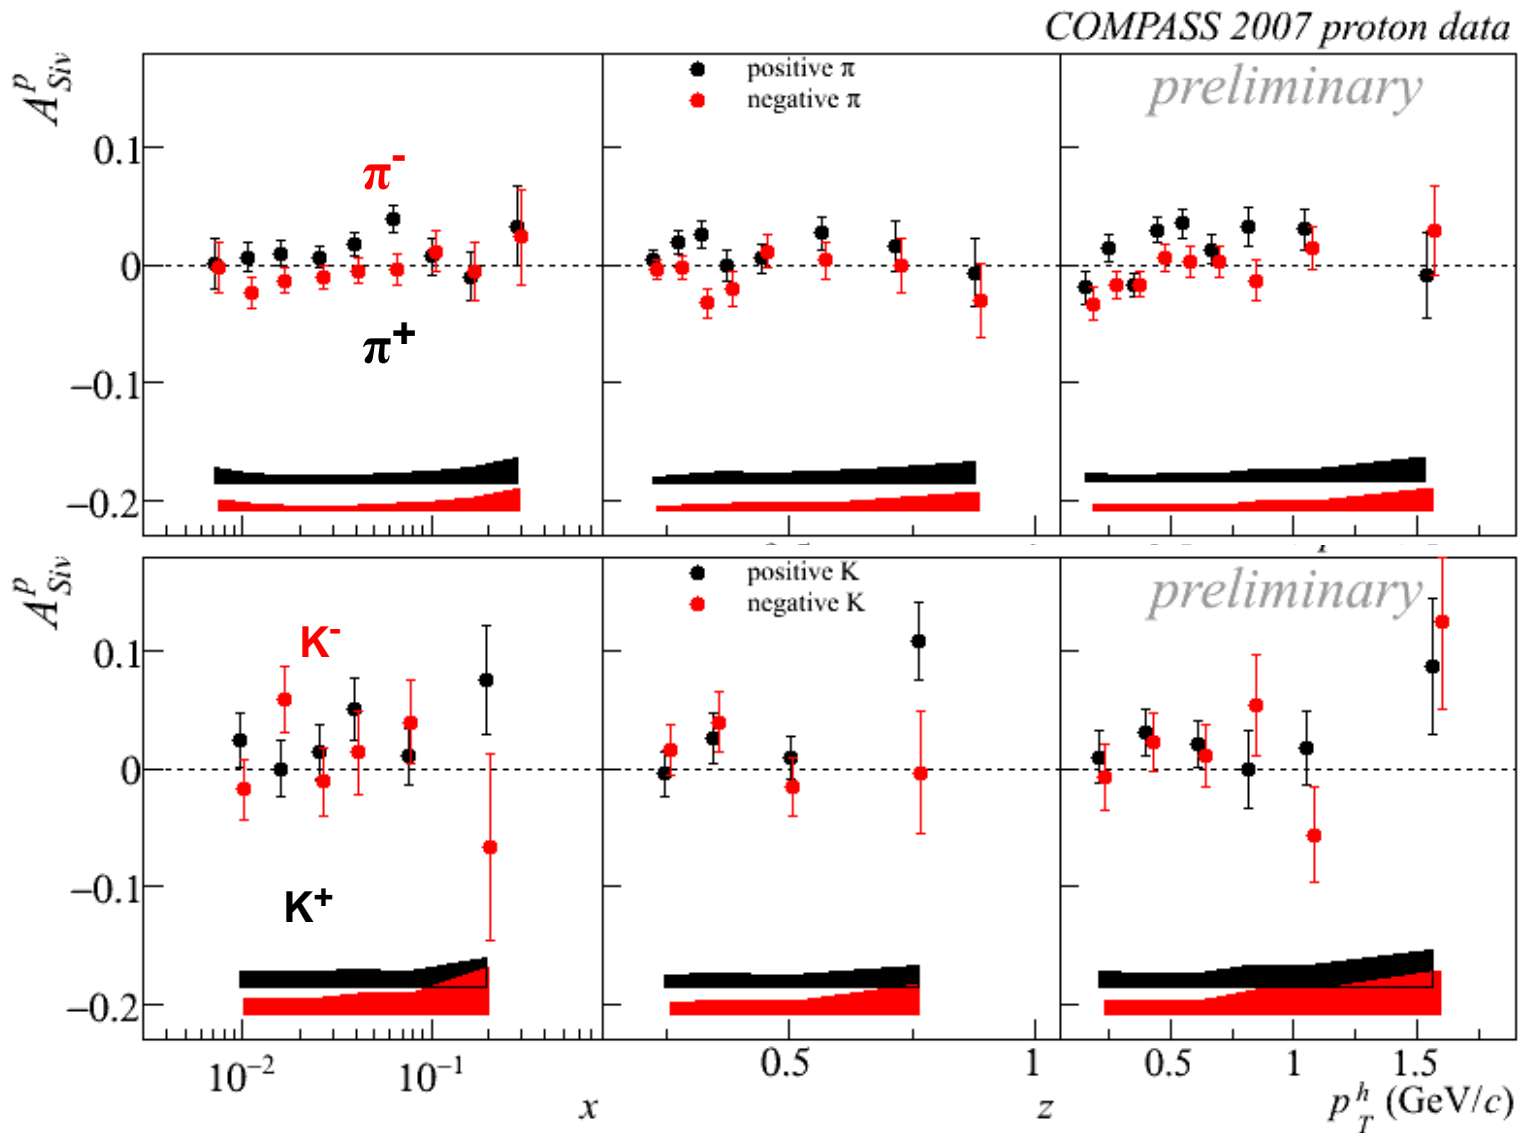 COMPASS 2007 proton data
A^p_Siv
positive π
negative π
preliminary
π^-
π^+
0.1
0
−0.1
−0.2
A^p_Siv
positive K
negative K
preliminary
K^-
K^+
0.1
0
−0.1
−0.2
10^−2 10^−1 0.5 1 0.5 1 1.5
x z p^h_T (GeV/c)